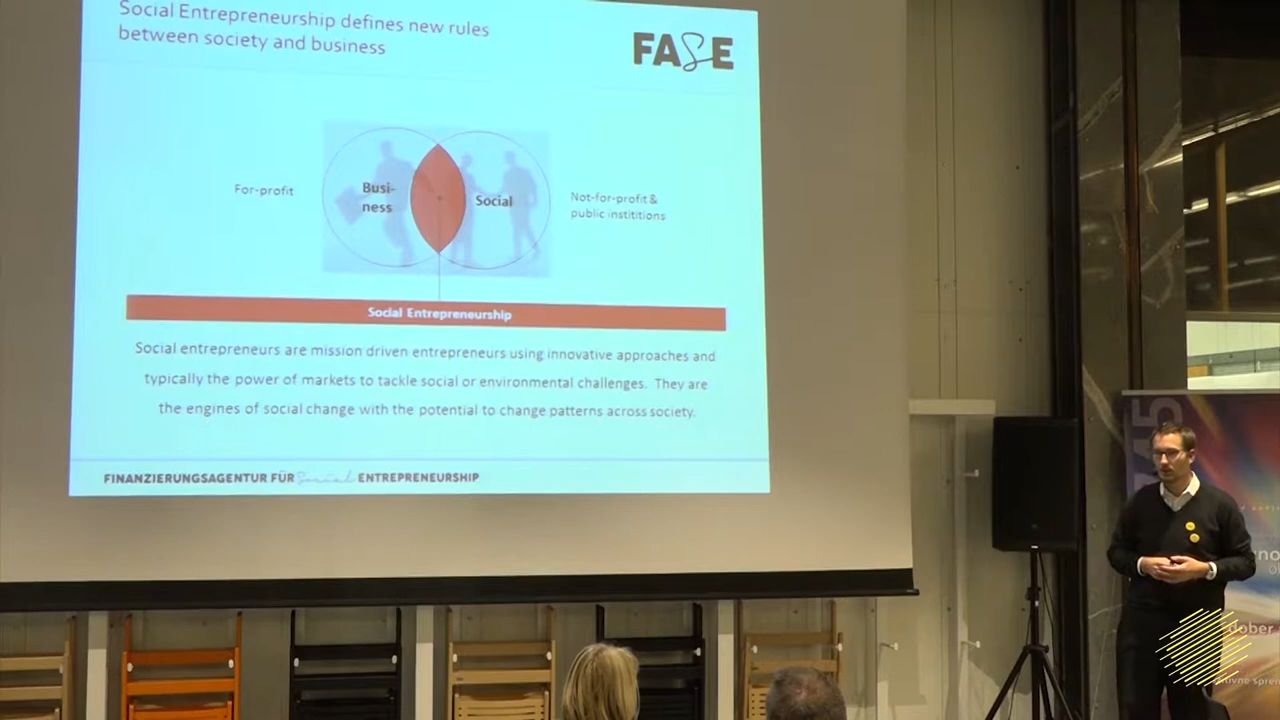 Social Entrepreneurship defines new rules
between society and business
FASE
For-profit
Busi-
ness
Social
Not-for-profit &
public instititions
Social Entrepreneurship
Social entrepreneurs are mission driven entrepreneurs using innovative approaches and
typically the power of markets to tackle social or environmental challenges. They are
the engines of social change with the potential to change patterns across society.
FINANZIERUNGSAGENTUR FÜR Social ENTREPRENEURSHIP
dober